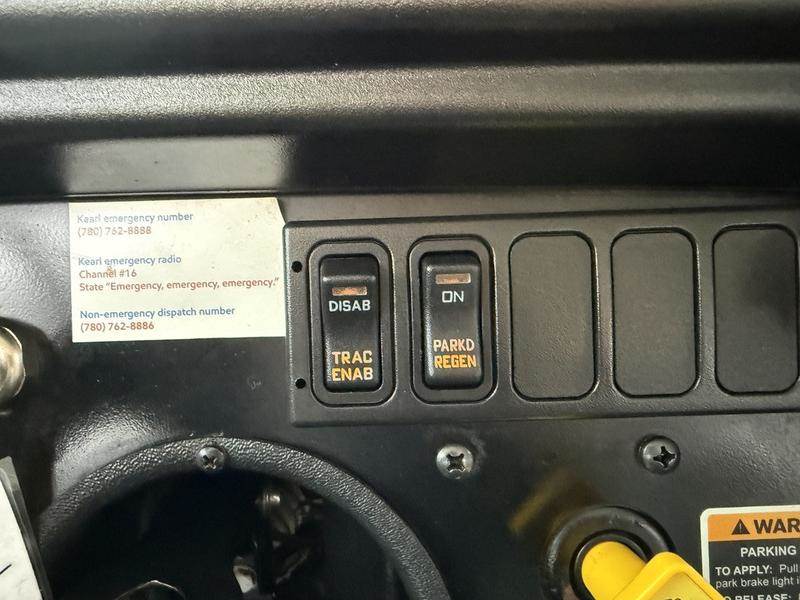 Kearl emergency number
(780) 762-8888
Kearl emergency radio
Channel #16
State "Emergency, emergency, emergency."
Non-emergency dispatch number
(780) 762-8886
DISAB
TRAC
ENAB
ON
PARKD
REGEN
WAR
PARKING
TO APPLY: Pull
park brake light i